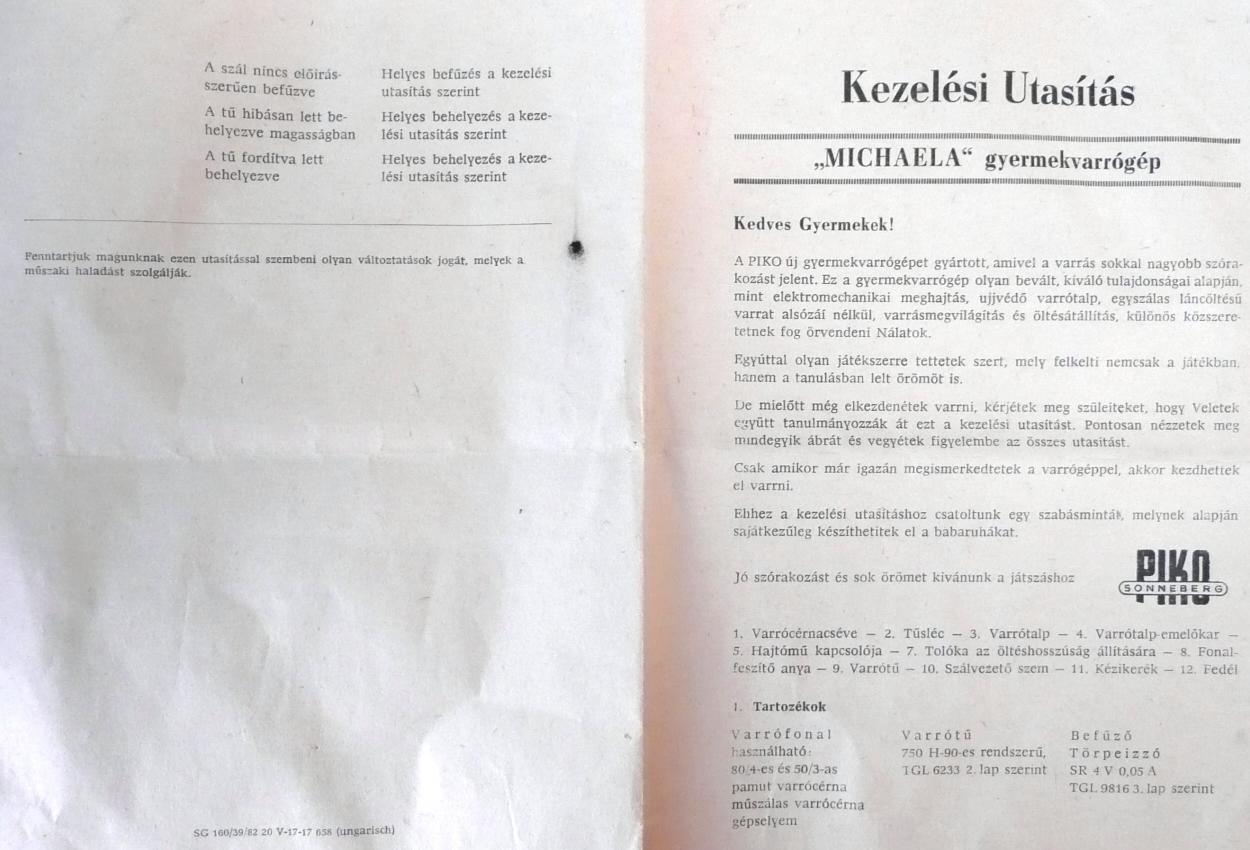 A szál nincs előirás-
szerűen befűzve
Helyes befűzés a kezelési
utasítás szerint
A tű hibásan lett be-
helyezve magasságban
Helyes behelyezés a keze-
lési utasítás szerint
A tű fordítva lett
behelyezve
Helyes behelyezés a keze-
lési utasítás szerint
Fenntartjuk magunknak ezen utasítással szembeni olyan változtatások jogát, melyek a
műszaki haladást szolgálják.
SG 160/39/82 20 V-17-17 658 (ungarisch)
Kezelési Utasítás
„MICHAELA“ gyermekvarrógép
Kedves Gyermekek!
A PIKO új gyermekvarrógépet gyártott, amivel a varrás sokkal nagyobb szóra-
kozást jelent. Ez a gyermekvarrógép olyan bevált, kiváló tulajdonságai alapján,
mint elektromechanikai meghajtás, ujjvédő varrótalp, egyszálas láncöltésű
varrat alsózái nélkül, varrásmegvilágítás és öltésátállítás, különös közszere-
tetnek fog örvendeni Nálatok.
Egyúttal olyan játékszerre tettetek szert, mely felkelti nemcsak a játékban,
hanem a tanulásban lelt örömöt is.
De mielőtt még elkezdenétek varrni, kérjétek meg szüleiteket, hogy Veletek
együtt tanulmányozzák át ezt a kezelési utasítást. Pontosan nézzetek meg
mindegyik ábrát és vegyétek figyelembe az összes utasítást.
Csak amikor már igazán megismerkedtetek a varrógéppel, akkor kezdhettek
el varrni.
Ehhez a kezelési utasításhoz csatoltunk egy szabásmintát, melynek alapján
sajátkezűleg készíthetitek el a babaruhákat.
Jó szórakozást és sok örömet kivánunk a játszáshoz
PIKO
SONNEBERG
1. Varrócérnacséve — 2. Tűsléc — 3. Varrótalp — 4. Varrótalp-emelőkar —
5. Hajtómű kapcsolója — 7. Tolóka az öltéshosszúság állítására — 8. Fonal-
feszítő anya — 9. Varrótű — 10. Szálvezető szem — 11. Kézikerék — 12. Fedél
1. Tartozékok
Varrófonal
használható:
80/4-es és 50/3-as
pamut varrócérna
műszálas varrócérna
gépselyem
Varrótű
750 H-90-es rendszerű,
TGL 6233 2. lap szerint
Befűző
Törpeizzó
SR 4 V 0,05 A
TGL 9816 3. lap szerint